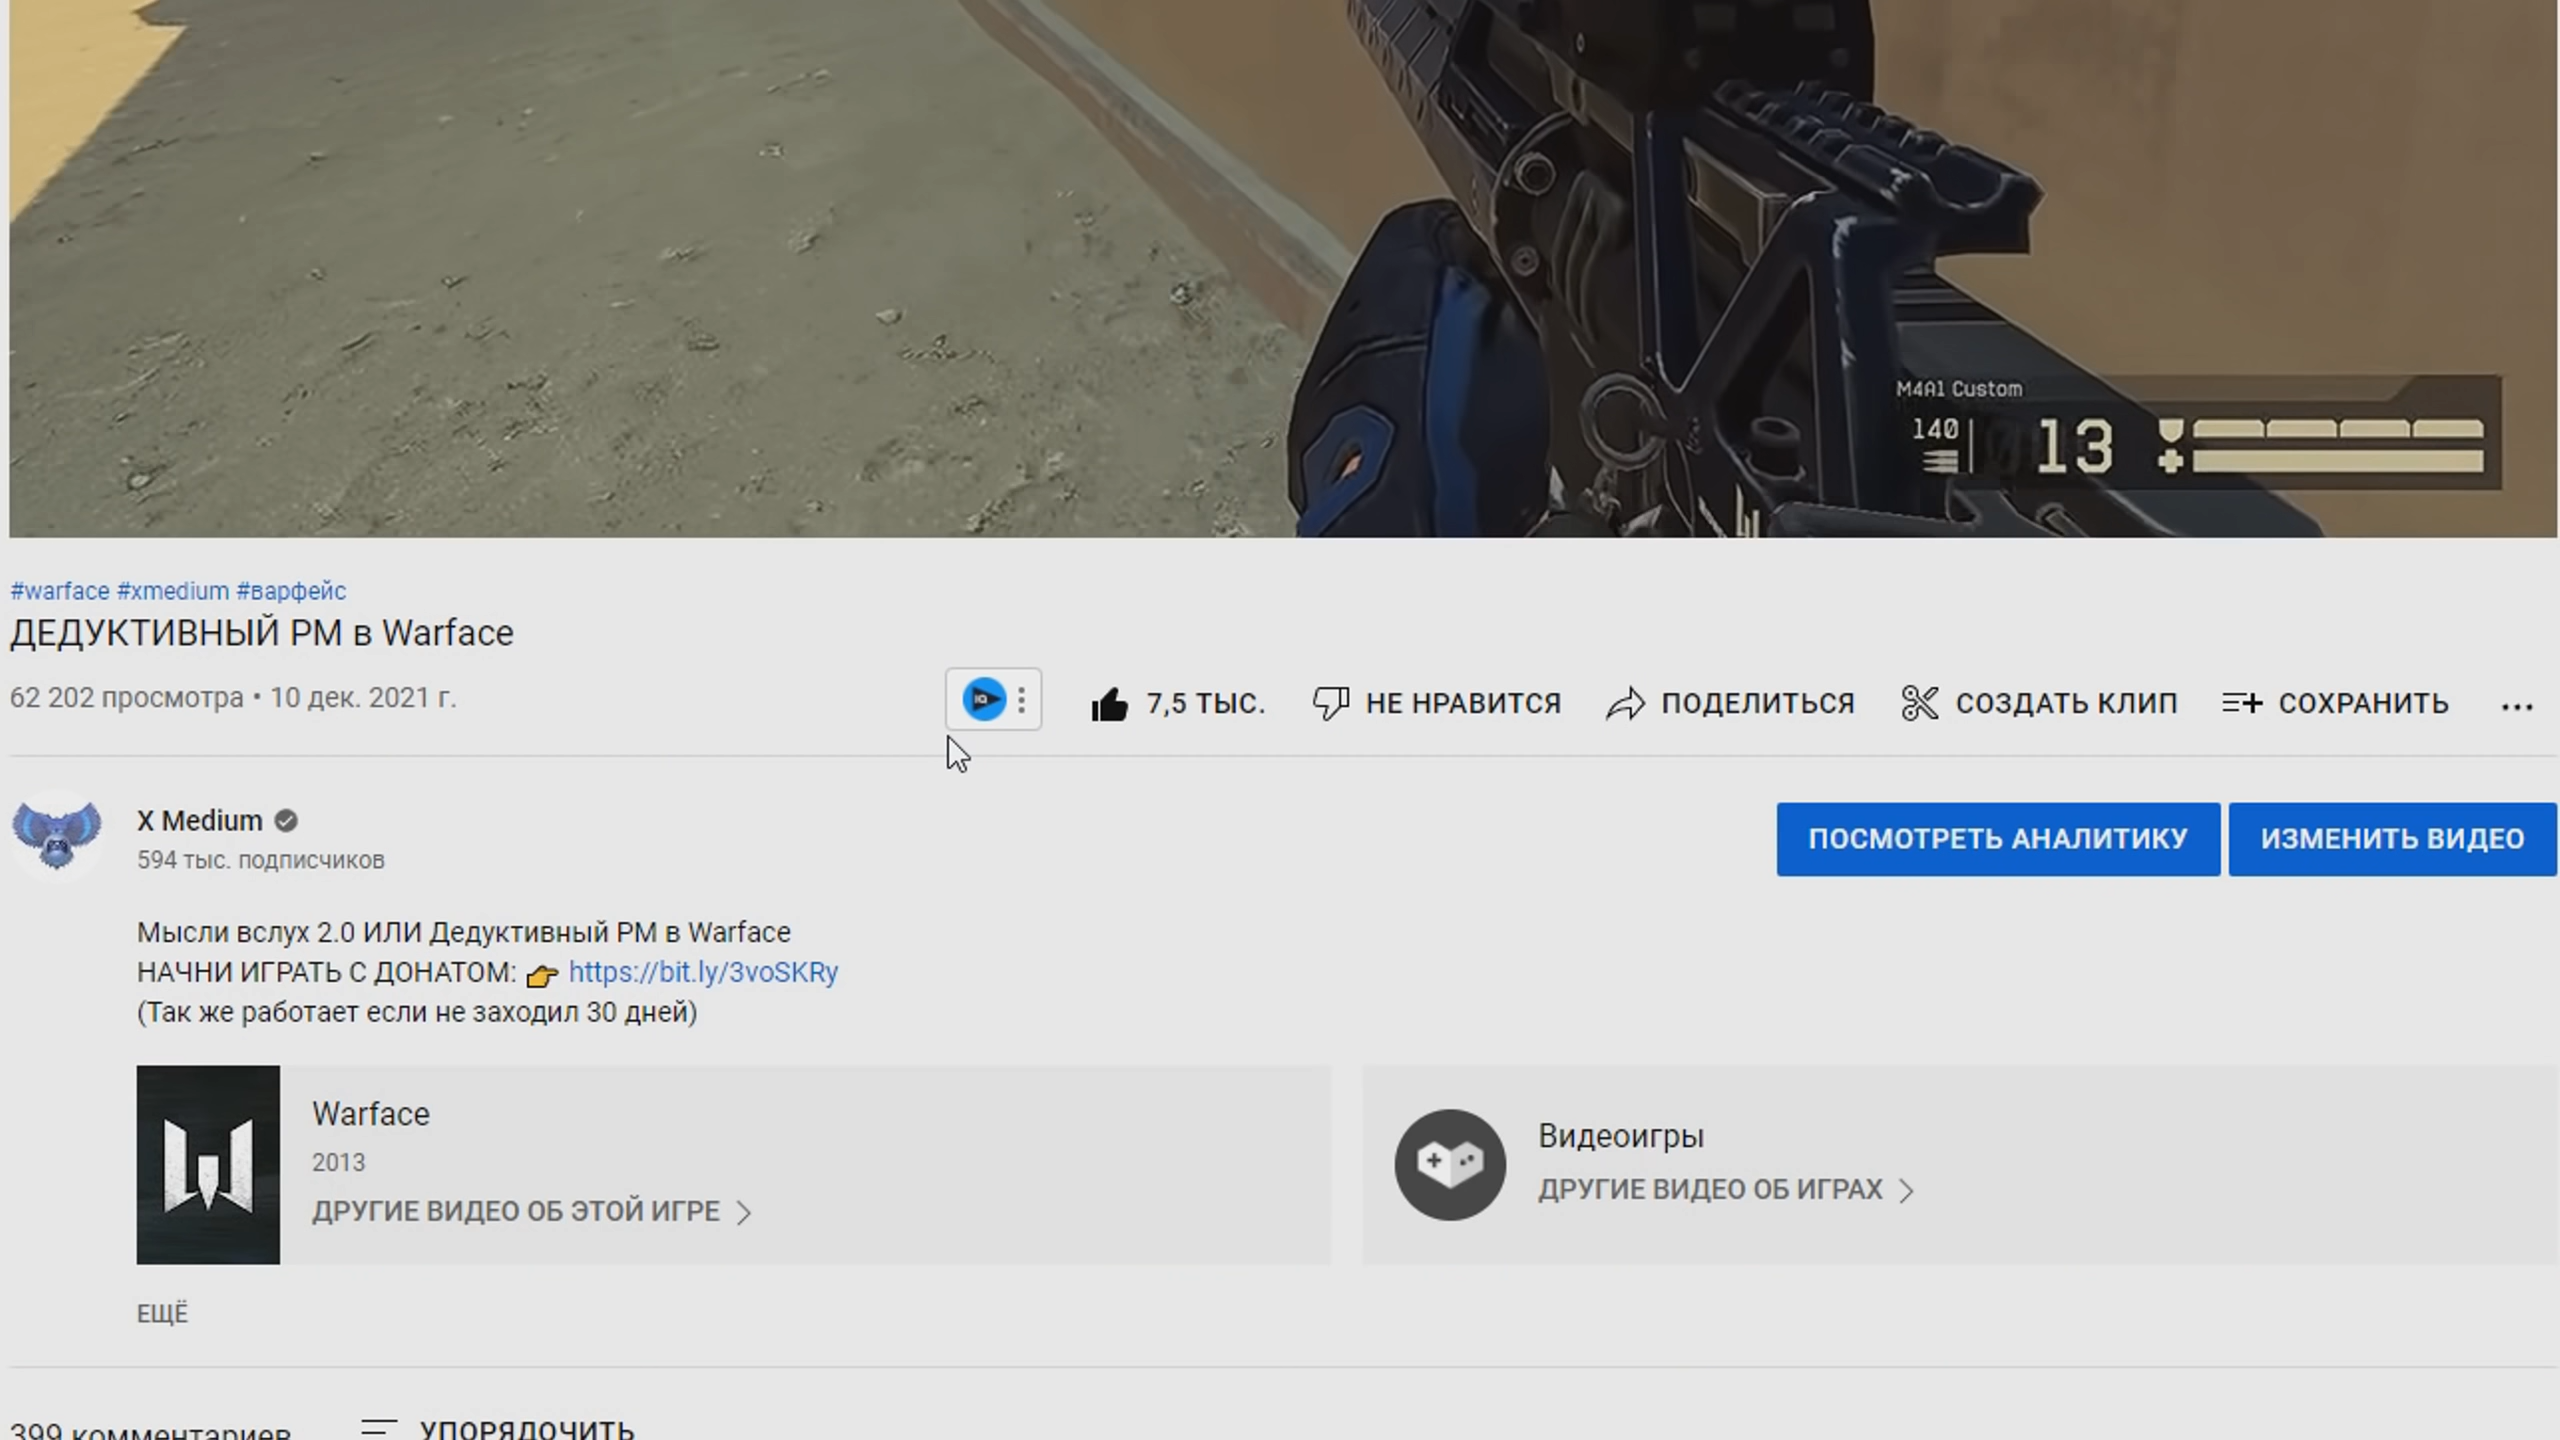 M4A1 Custom
140
13
#warface #xmedium #варфейс
ДЕДУКТИВНЫЙ РМ в Warface
62 202 просмотра • 10 дек. 2021 г.
7,5 ТЫС.
НЕ НРАВИТСЯ
ПОДЕЛИТЬСЯ
СОЗДАТЬ КЛИП
СОХРАНИТЬ
X Medium
594 тыс. подписчиков
ПОСМОТРЕТЬ АНАЛИТИКУ
ИЗМЕНИТЬ ВИДЕО
Мысли вслух 2.0 ИЛИ Дедуктивный РМ в Warface
НАЧНИ ИГРАТЬ С ДОНАТОМ: 👉 https://bit.ly/3voSKRy
(Так же работает если не заходил 30 дней)
Warface
2013
ДРУГИЕ ВИДЕО ОБ ЭТОЙ ИГРЕ
Видеоигры
ДРУГИЕ ВИДЕО ОБ ИГРАХ
ЕЩЁ
399 комментариев
УПОРЯДОЧИТЬ